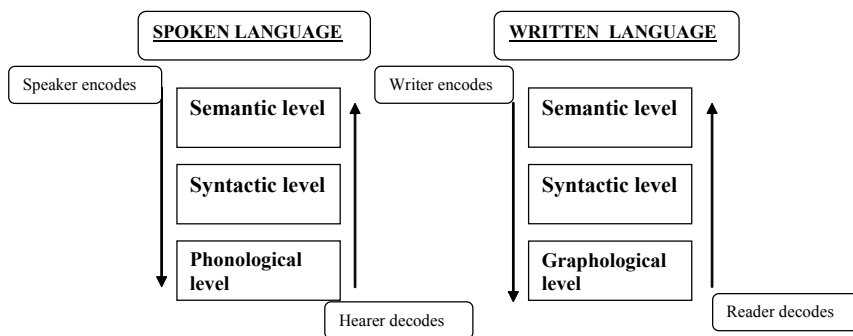 SPOKEN LANGUAGE
Speaker encodes
Semantic level
Syntactic level
Phonological
level
Hearer decodes
WRITTEN LANGUAGE
Writer encodes
Semantic level
Syntactic level
Graphological
level
Reader decodes